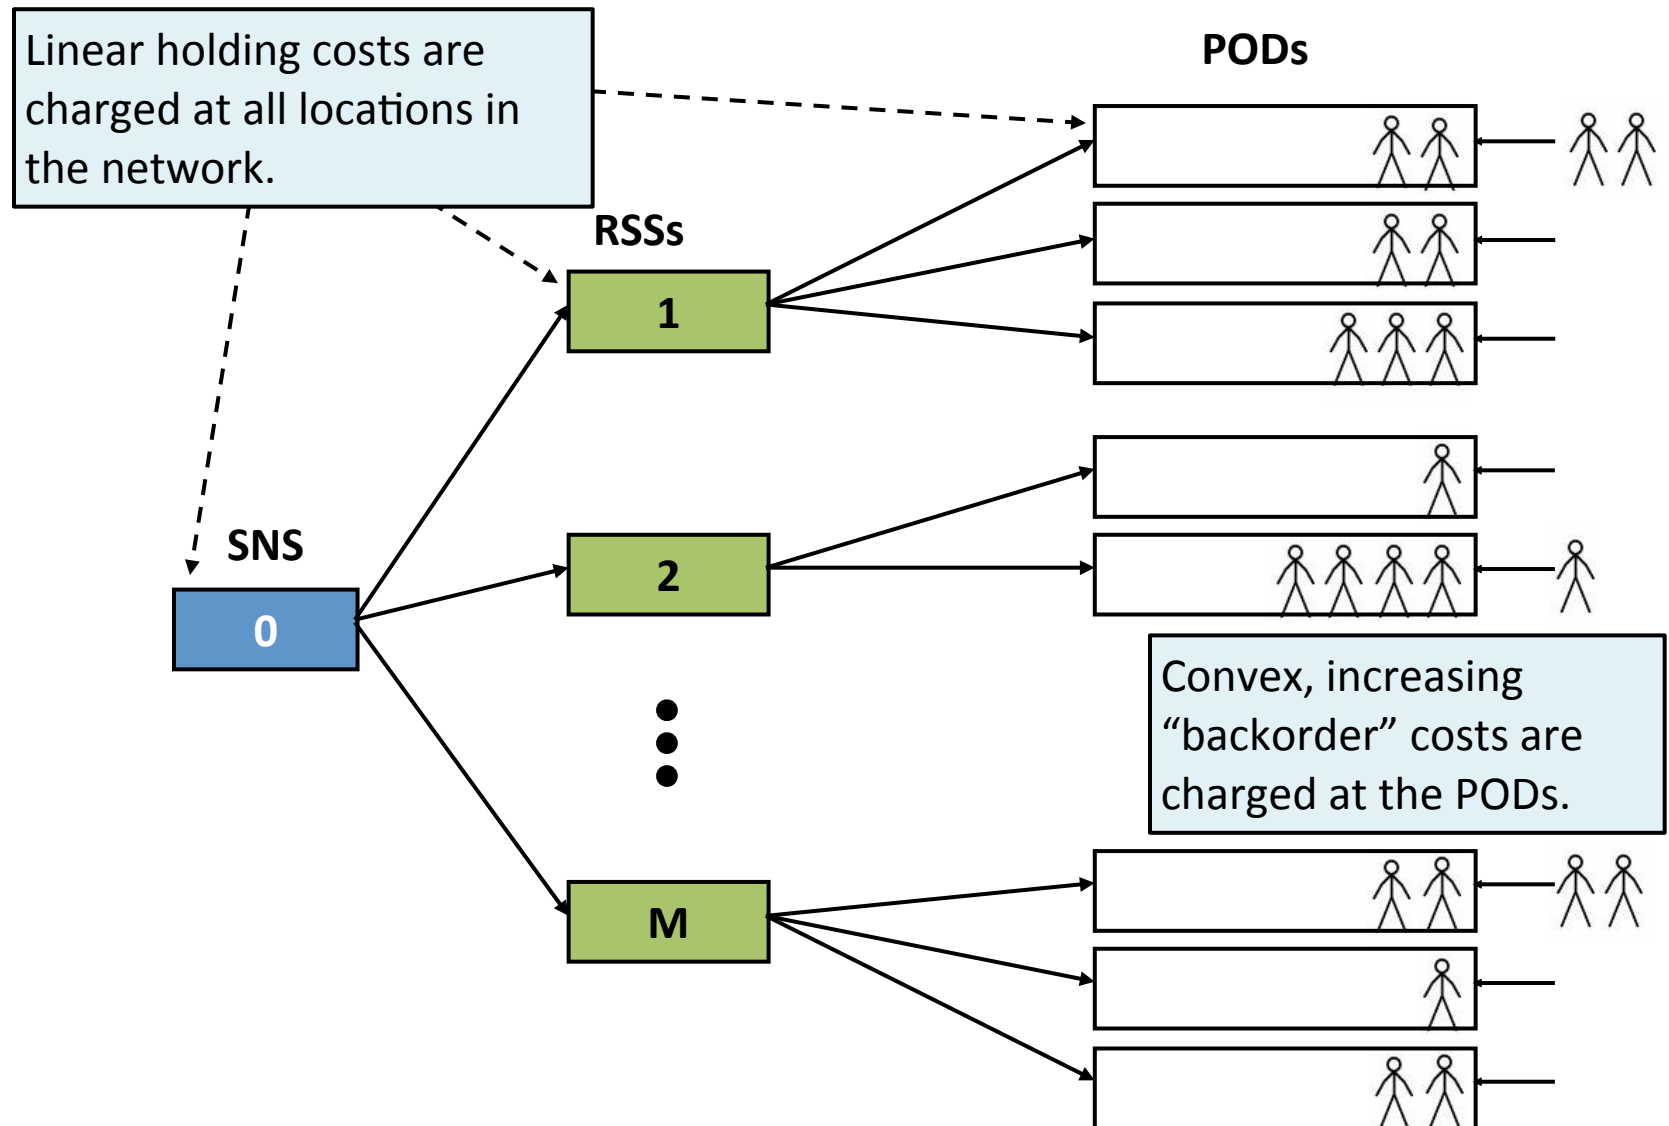 Linear holding costs are
charged at all locations in
the network.
PODs
RSSs
1
SNS
2
0
Convex, increasing
“backorder” costs are
charged at the PODs.
M